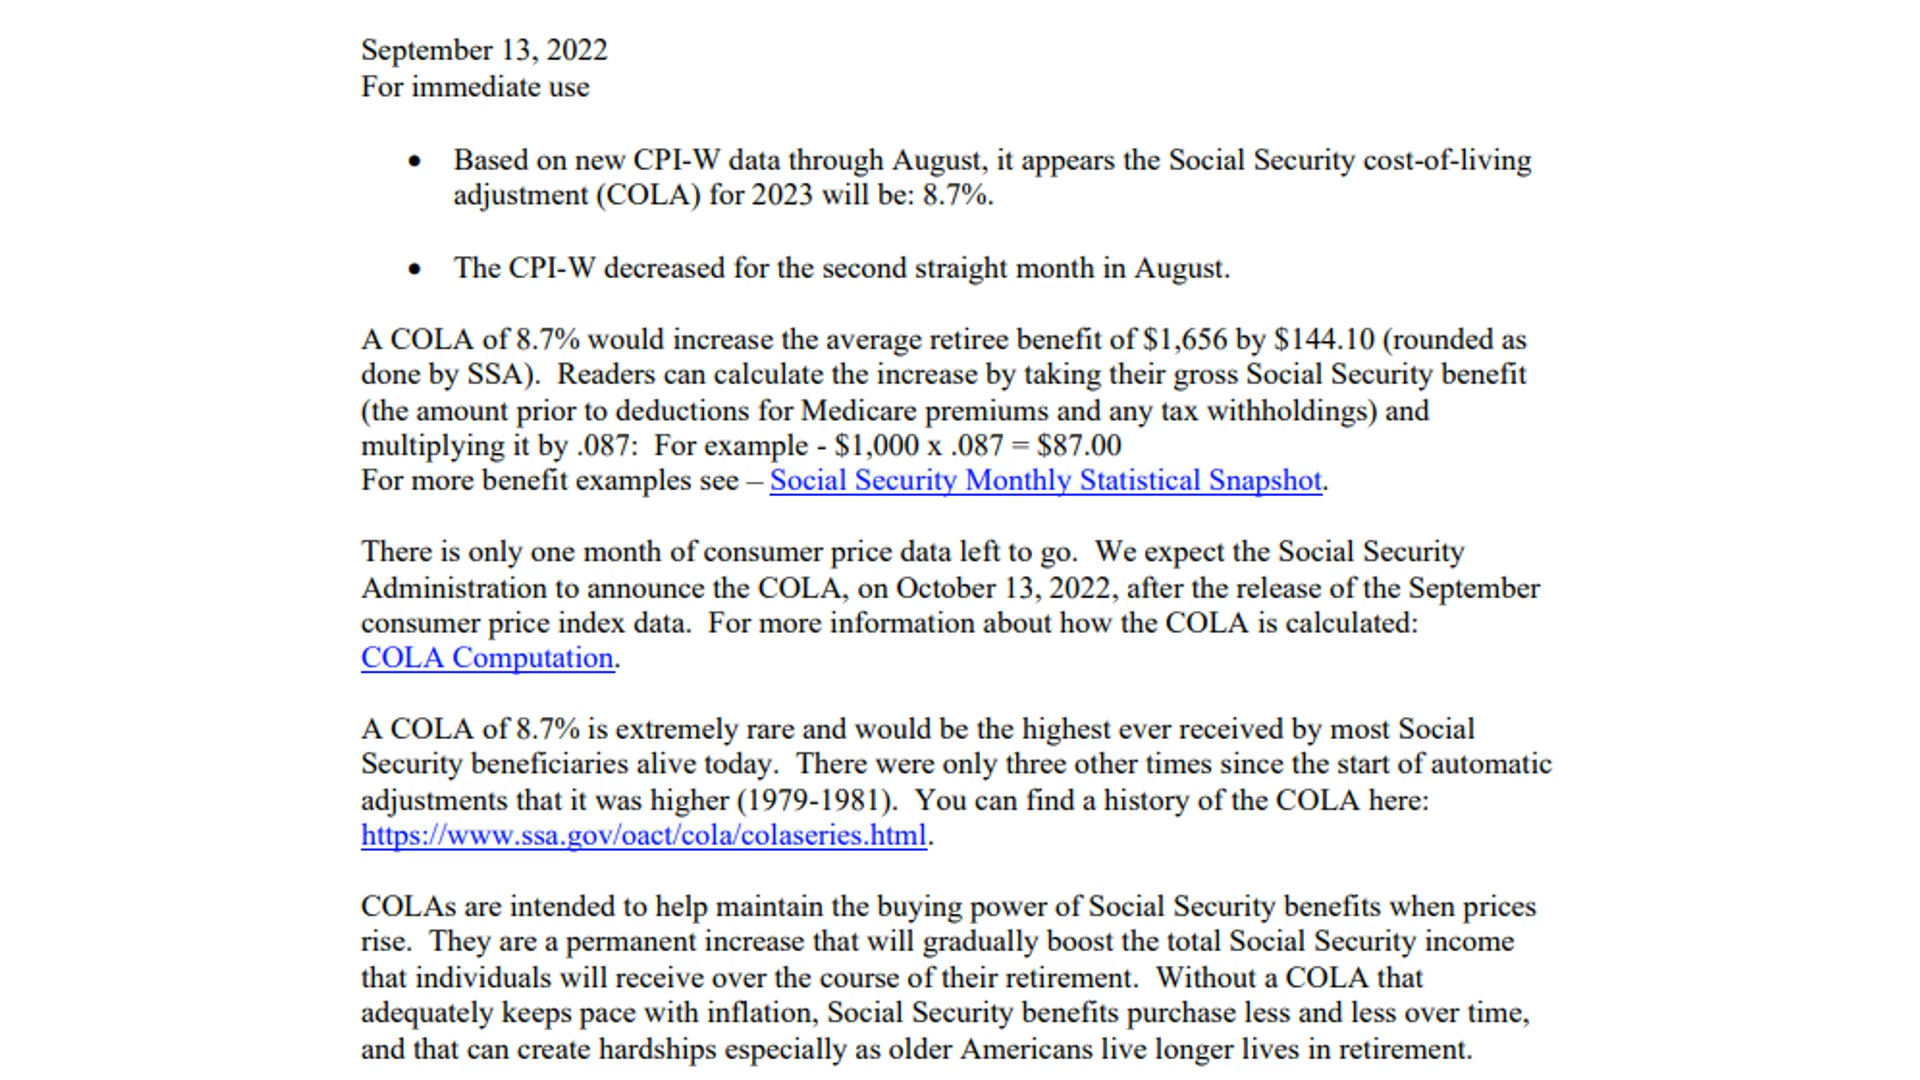 September 13, 2022
For immediate use
• Based on new CPI-W data through August, it appears the Social Security cost-of-living
adjustment (COLA) for 2023 will be: 8.7%.
• The CPI-W decreased for the second straight month in August.
A COLA of 8.7% would increase the average retiree benefit of $1,656 by $144.10 (rounded as
done by SSA).  Readers can calculate the increase by taking their gross Social Security benefit
(the amount prior to deductions for Medicare premiums and any tax withholdings) and
multiplying it by .087:  For example - $1,000 x .087 = $87.00
For more benefit examples see – Social Security Monthly Statistical Snapshot.
There is only one month of consumer price data left to go.  We expect the Social Security
Administration to announce the COLA, on October 13, 2022, after the release of the September
consumer price index data.  For more information about how the COLA is calculated:
COLA Computation.
A COLA of 8.7% is extremely rare and would be the highest ever received by most Social
Security beneficiaries alive today.  There were only three other times since the start of automatic
adjustments that it was higher (1979-1981).  You can find a history of the COLA here:
https://www.ssa.gov/oact/cola/colaseries.html.
COLAs are intended to help maintain the buying power of Social Security benefits when prices
rise.  They are a permanent increase that will gradually boost the total Social Security income
that individuals will receive over the course of their retirement.  Without a COLA that
adequately keeps pace with inflation, Social Security benefits purchase less and less over time,
and that can create hardships especially as older Americans live longer lives in retirement.